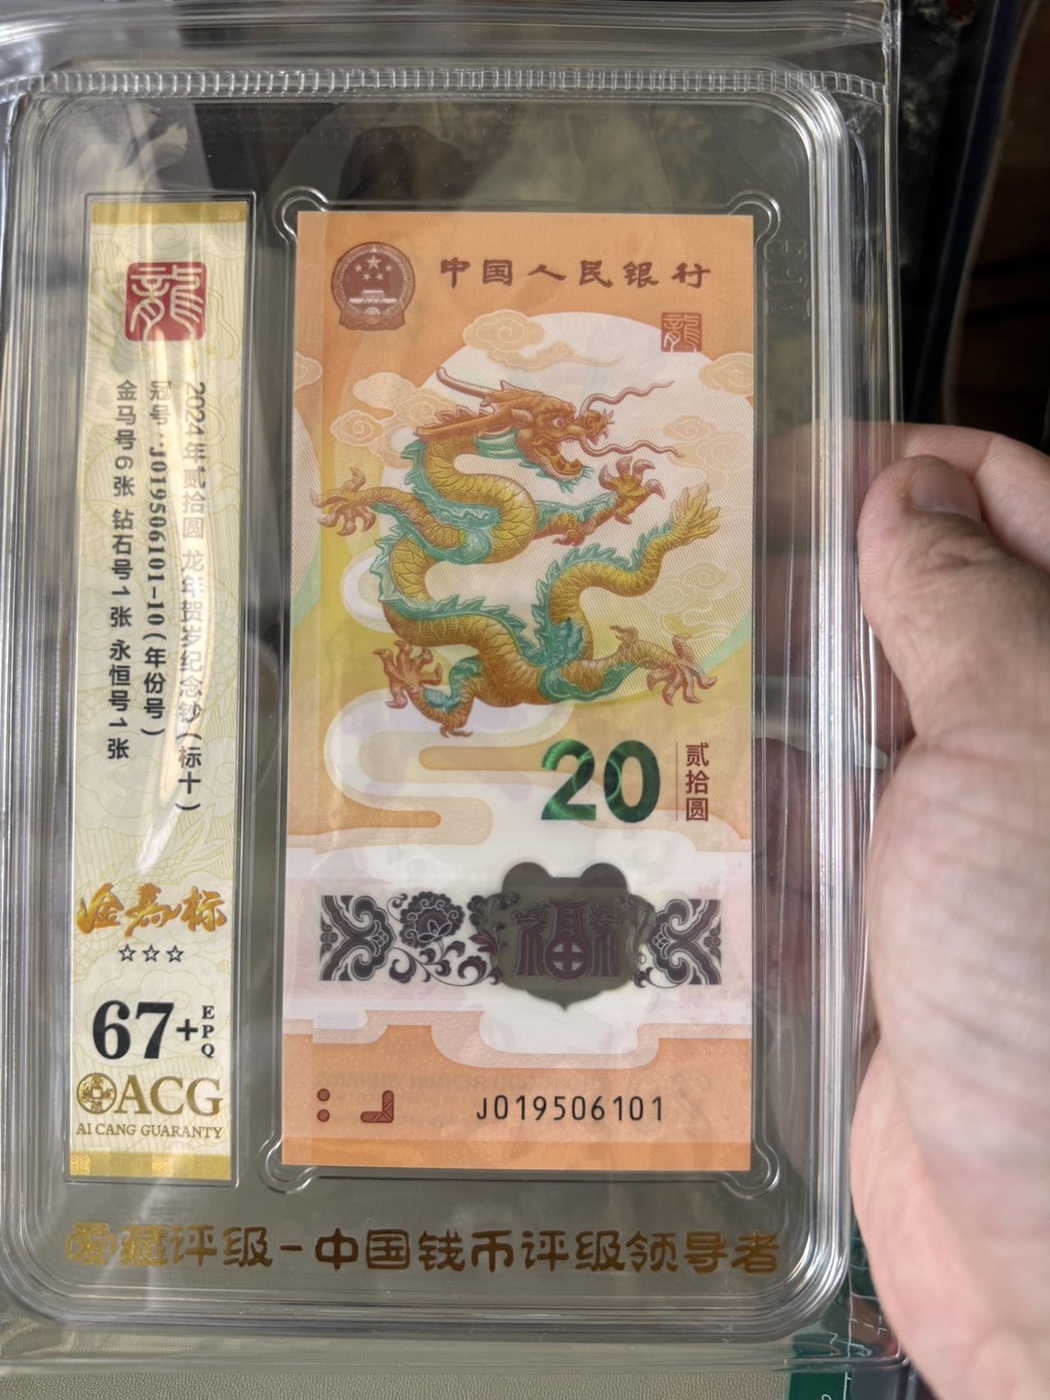 龍
2024年贰拾圆 龙年贺岁纪念钞(标十)
冠号:J019506101-10(年份号)
金马号6张 钻石号1张 永恒号1张
金马标
☆☆☆
67+EPQ
ACG
AI CANG GUARANTY
中国人民银行
龍
20
贰拾圆
福
J019506101
爱藏评级-中国钱币评级领导者